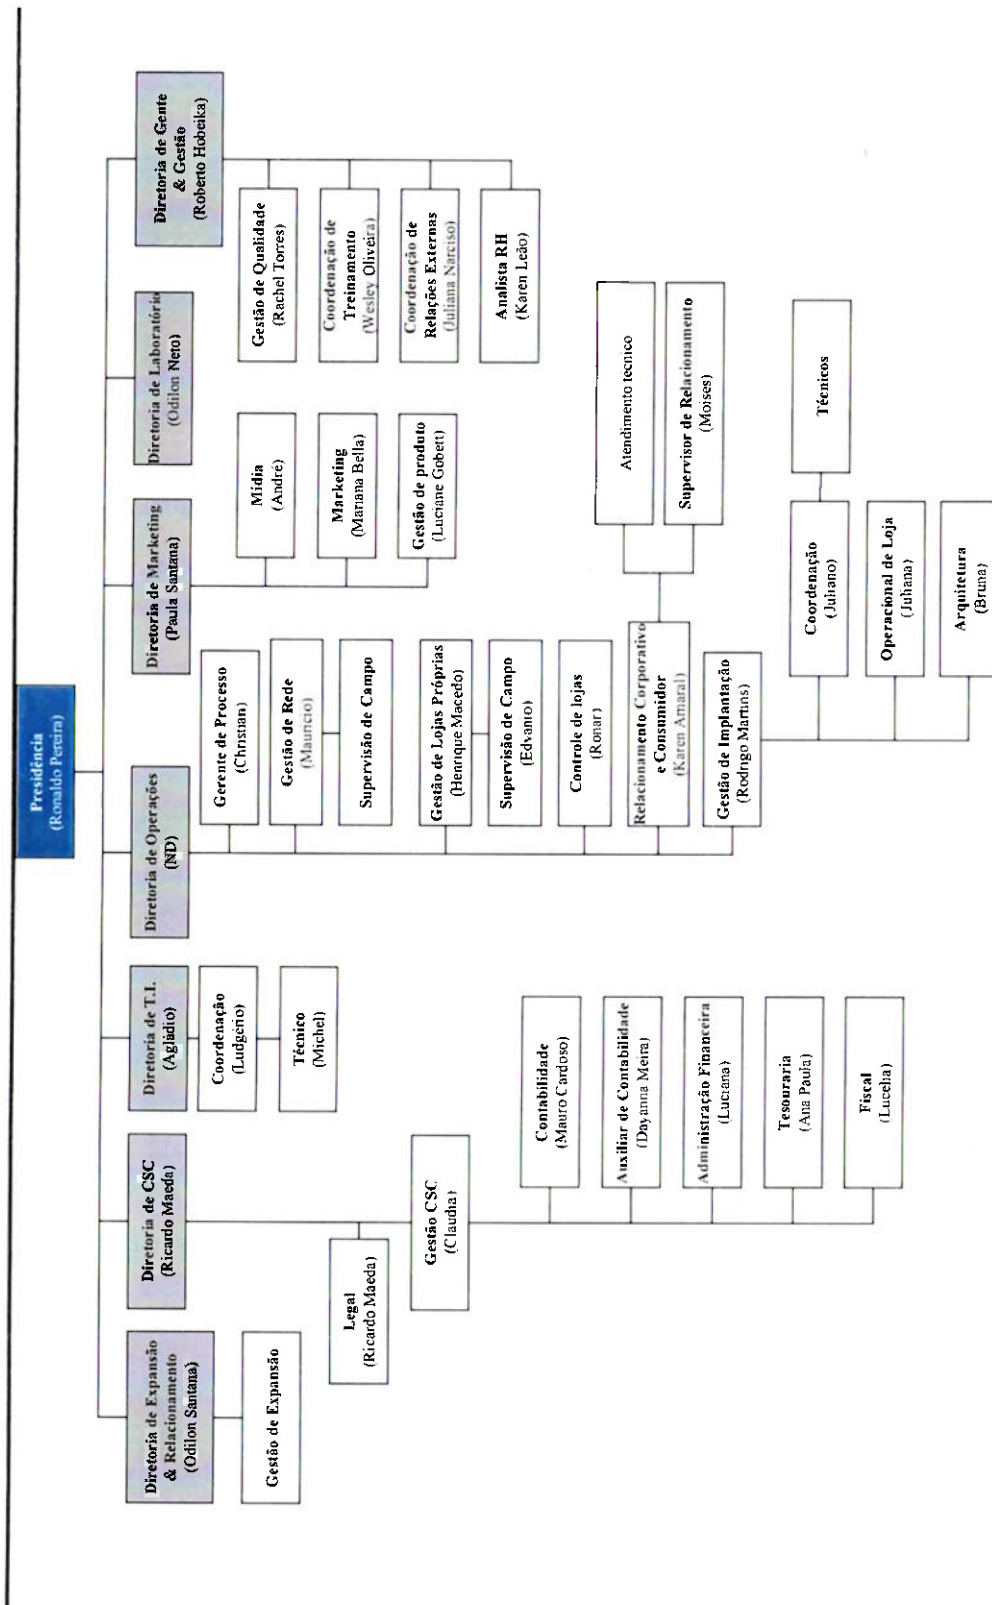 Presidência
(Ronaldo Pereira)
Diretoria de Expansão
& Relacionamento
(Odilon Santana)
Gestão de Expansão
Diretoria de CSC
(Ricardo Maeda)
Legal
(Ricardo Maeda)
Gestão CSC
(Claudia)
Contabilidade
(Mauro Cardoso)
Auxiliar de Contabilidade
(Dayanna Meira)
Administração Financeira
(Luciana)
Tesouraria
(Ana Paula)
Fiscal
(Lucelia)
Diretoria de T.I.
(Agládio)
Coordenação
(Ludgério)
Técnico
(Michel)
Diretoria de Operações
(ND)
Gerente de Processo
(Christian)
Gestão de Rede
(Mauricio)
Supervisão de Campo
Gestão de Lojas Próprias
(Henrique Macedo)
Supervisão de Campo
(Edvanio)
Controle de lojas
(Ronar)
Relacionamento Corporativo
e Consumidor
(Karen Amaral)
Atendimento tecnico
Supervisor de Relacionamento
(Moises)
Gestão de Implantação
(Rodrigo Martins)
Coordenação
(Juliano)
Técnicos
Operacional de Loja
(Juliana)
Arquitetura
(Bruna)
Diretoria de Marketing
(Paula Santana)
Mídia
(André)
Marketing
(Mariana Bella)
Gestão de produto
(Luciane Gobett)
Diretoria de Laboratório
(Odilon Neto)
Diretoria de Gente
& Gestão
(Roberto Hobeika)
Gestão de Qualidade
(Rachel Torres)
Coordenação de
Treinamento
(Wesley Oliveira)
Coordenação de
Relações Externas
(Juliana Narciso)
Analista RH
(Karen Leão)